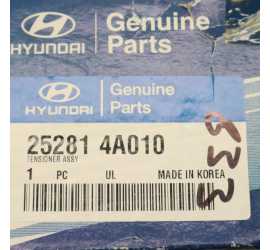 HYUNDAI
Genuine
Parts
HYUNDAI
Genuine
Parts
25281 4A010
TENSIONER ASSY
1 PC UL MADE IN KOREA